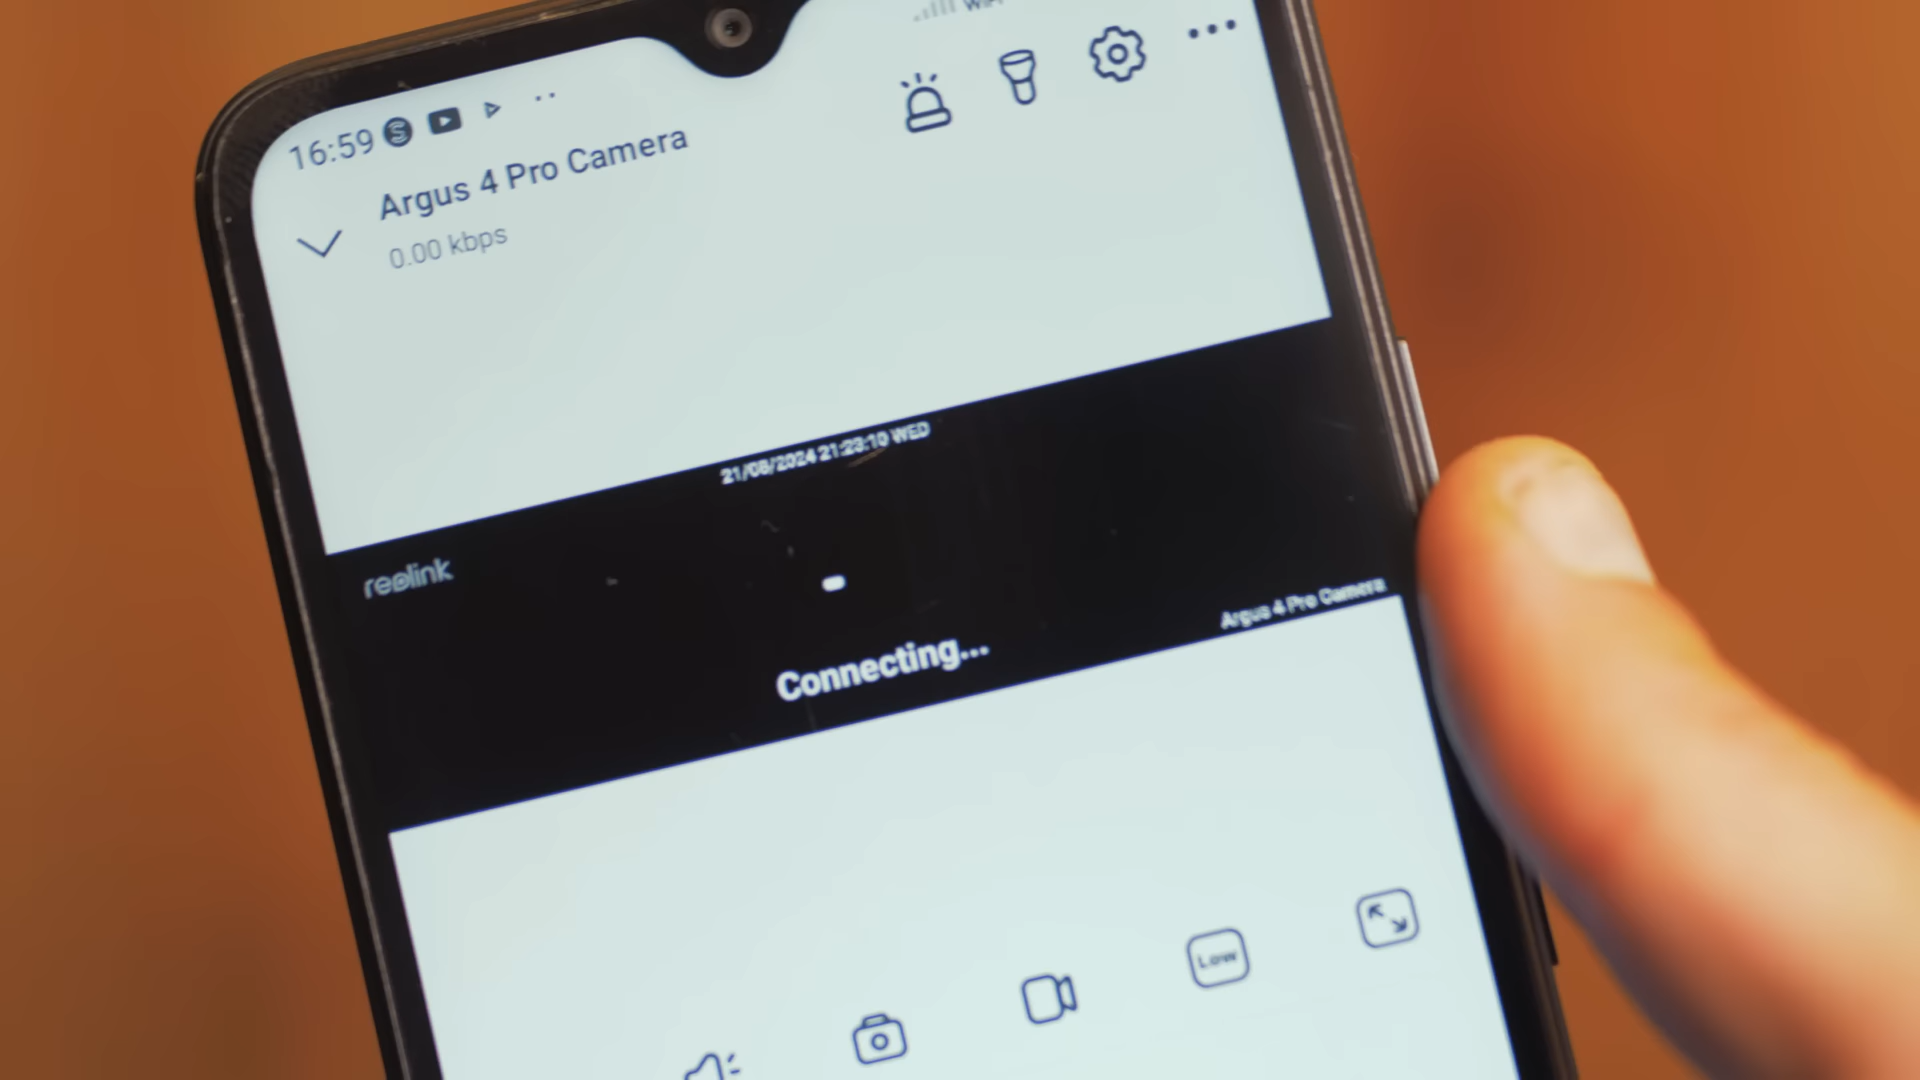 16:59
Argus 4 Pro Camera
0.00 kbps
21/08/2024 21:23:10 WED
reolink
Connecting...
Argus 4 Pro Camera
Low